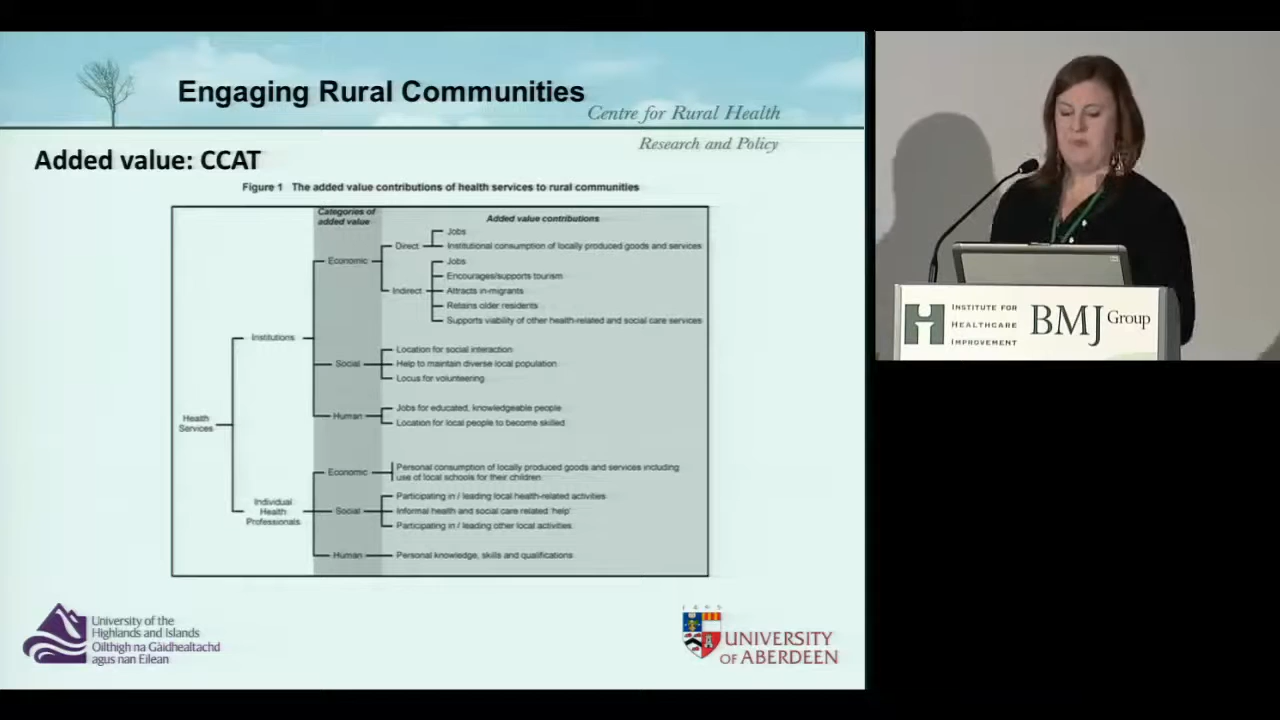 Engaging Rural Communities
Centre for Rural Health
Research and Policy
Added value: CCAT
Figure 1 The added value contributions of health services to rural communities
Categories of
added value
Added value contributions
Health
Services
Institutions
Economic
Direct
Jobs
Institutional consumption of locally produced goods and services
Indirect
Jobs
Encourages/supports tourism
Attracts in-migrants
Retains older residents
Supports viability of other health-related and social care services
Social
Location for social interaction
Help to maintain diverse local population
Locus for volunteering
Human
Jobs for educated, knowledgeable people
Location for local people to become skilled
Individual
Health
Professionals
Economic
Personal consumption of locally produced goods and services including
use of local schools for their children
Social
Participating in / leading local health-related activities
Informal health and social care related 'help'
Participating in / leading other local activities
Human
Personal knowledge, skills and qualifications
University of the
Highlands and Islands
Oilthigh na Gàidhealtachd
agus nan Eilean
1495
UNIVERSITY
OF ABERDEEN
INSTITUTE FOR
HEALTHCARE
IMPROVEMENT
BMJ Group